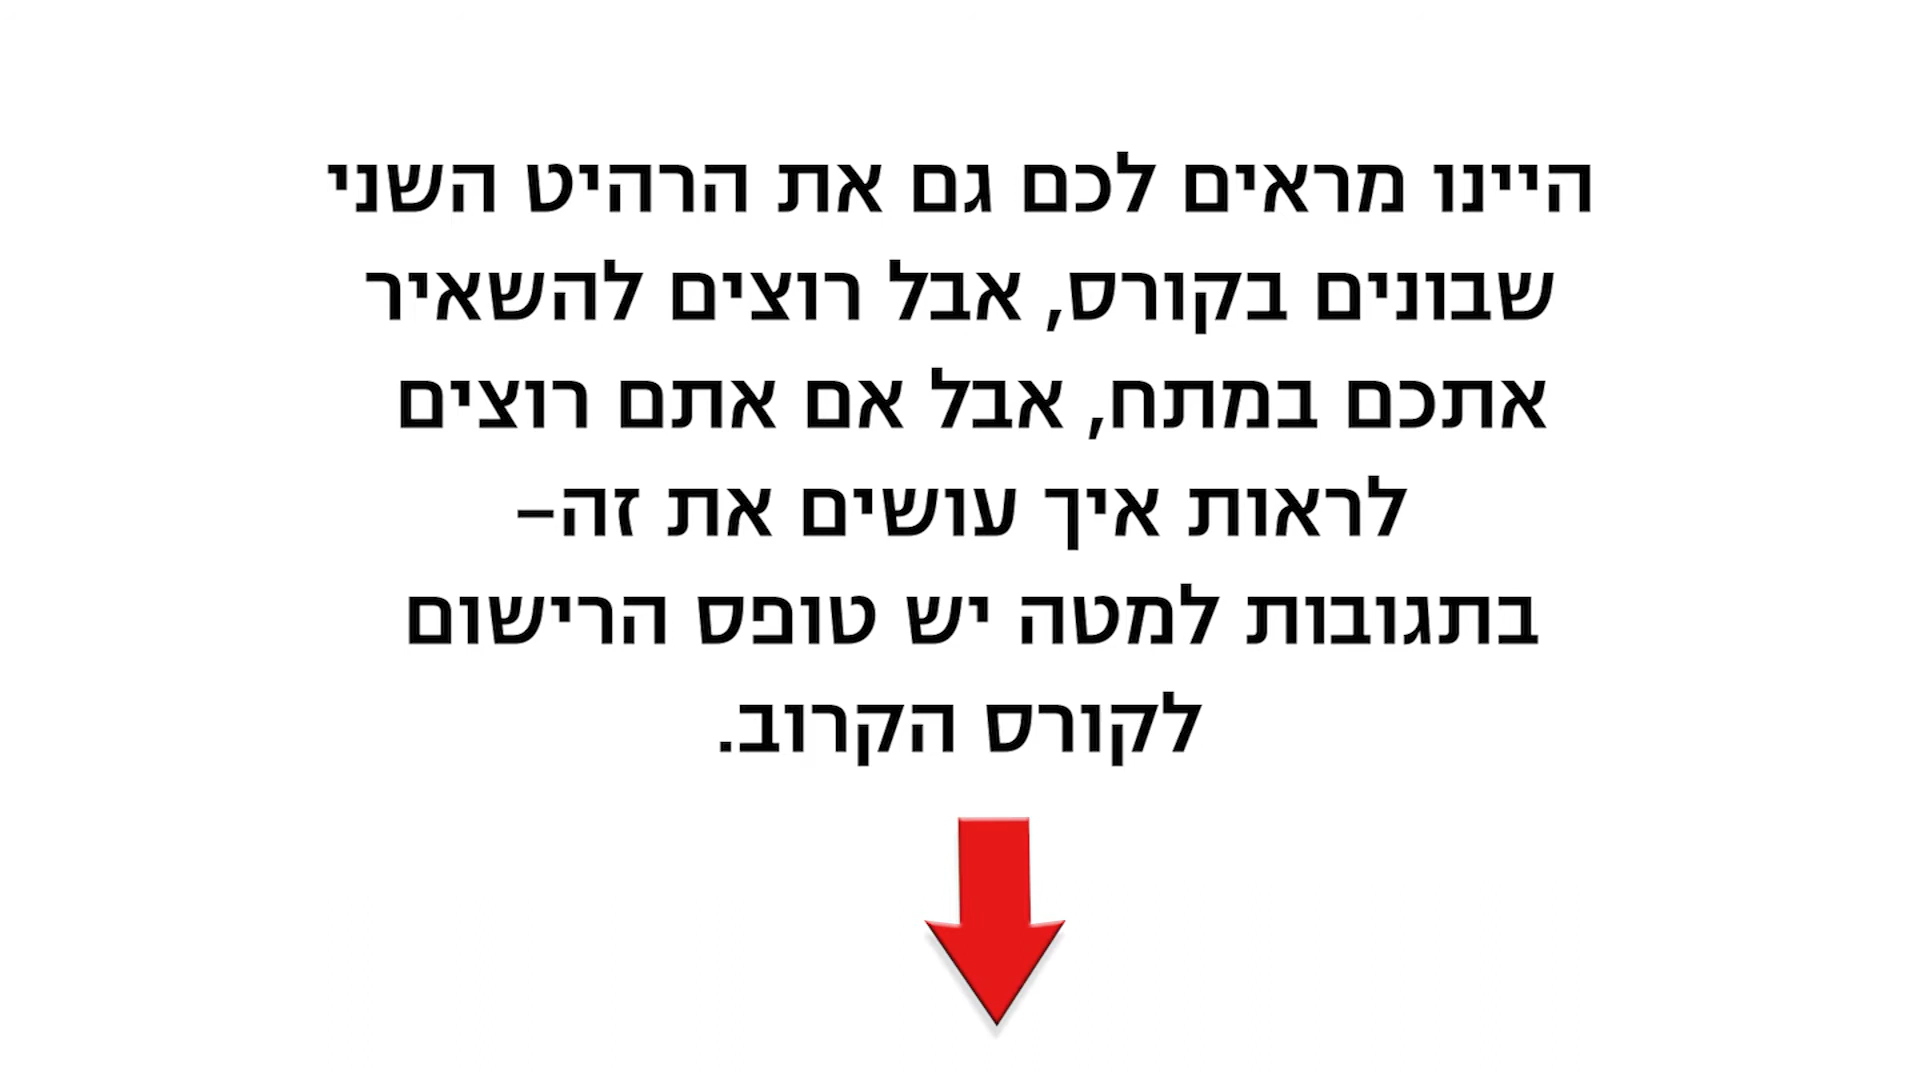 היינו מראים לכם גם את הרהיט השני
שבונים בקורס, אבל רוצים להשאיר
אתכם במתח, אבל אם אתם רוצים
לראות איך עושים את זה–
בתגובות למטה יש טופס הרישום
לקורס הקרוב.